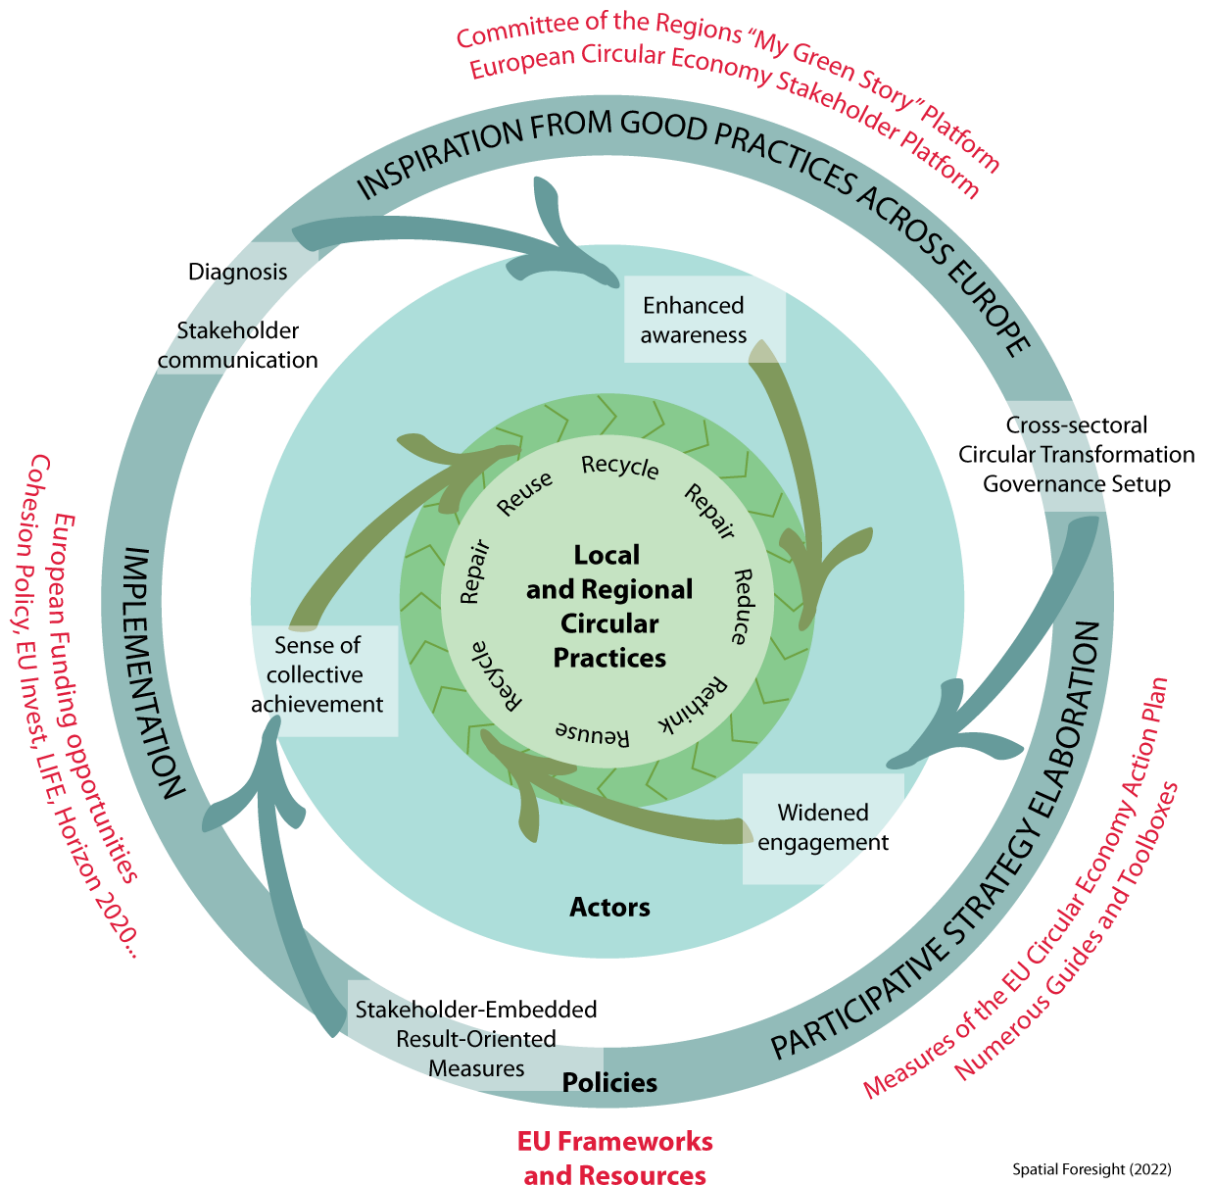 Committee of the Regions “My Green Story” Platform
European Circular Economy Stakeholder Platform
INSPIRATION FROM GOOD PRACTICES ACROSS EUROPE
Diagnosis
Stakeholder
communication
Enhanced
awareness
Cross-sectoral
Circular Transformation
Governance Setup
Recycle
Repair
Reduce
Rethink
Reuuse
Recycle
Repair
Reuse
Local
and Regional
Circular
Practices
Sense of
collective
achievement
Widened
engagement
Actors
IMPLEMENTATION
European Funding opportunities
Cohesion Policy, EU Invest, LIFE, Horizon 2020...
PARTICIPATIVE STRATEGY ELABORATION
Measures of the EU Circular Economy Action Plan
Numerous Guides and Toolboxes
Stakeholder-Embedded
Result-Oriented
Measures
Policies
EU Frameworks
and Resources
Spatial Foresight (2022)